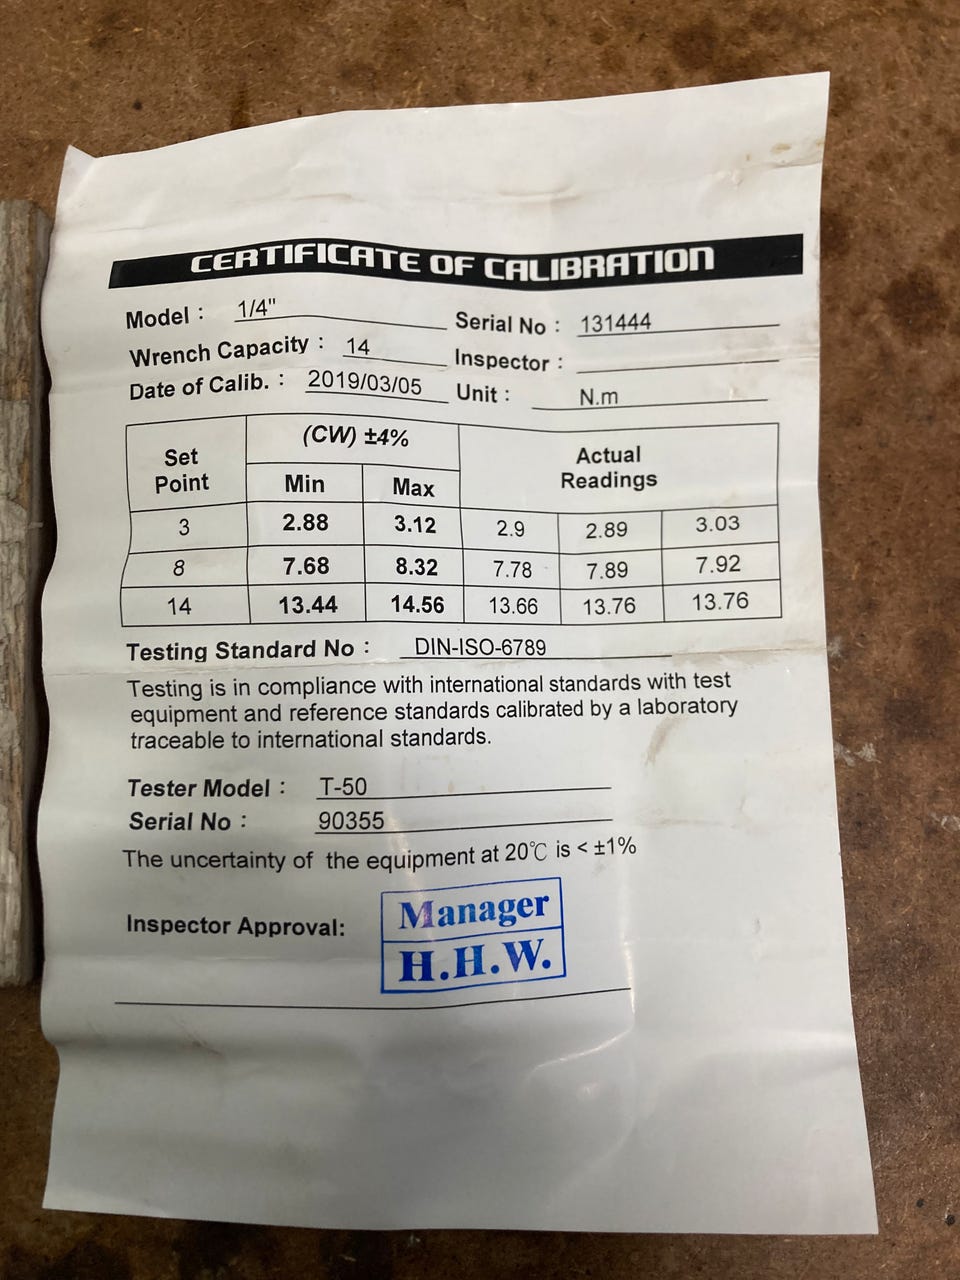 CERTIFICATE OF CALIBRATION
Model : 1/4" Serial No : 131444
Wrench Capacity : 14 Inspector :
Date of Calib. : 2019/03/05 Unit : N.m
Set Point (CW) ±4% Actual Readings
Min Max
3 2.88 3.12 2.9 2.89 3.03
8 7.68 8.32 7.78 7.89 7.92
14 13.44 14.56 13.66 13.76 13.76
Testing Standard No : DIN-ISO-6789
Testing is in compliance with international standards with test
equipment and reference standards calibrated by a laboratory
traceable to international standards.
Tester Model : T-50
Serial No : 90355
The uncertainty of the equipment at 20℃ is < ±1%
Inspector Approval: Manager
H.H.W.